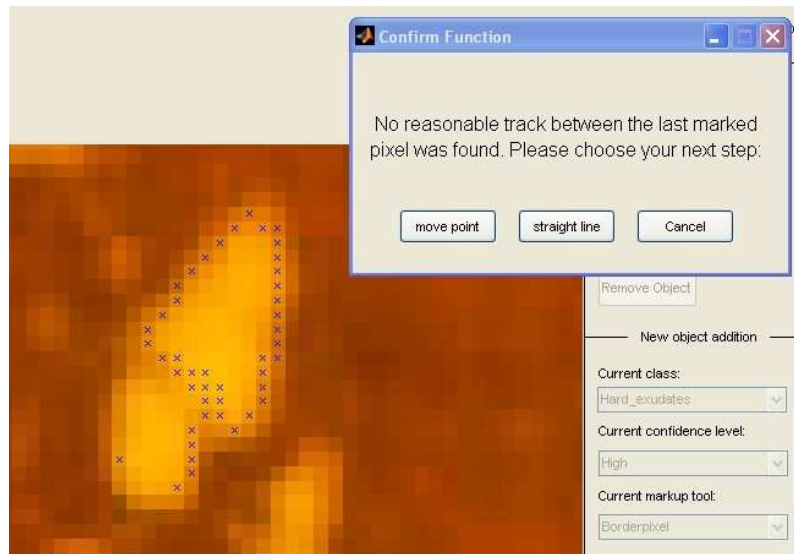 Confirm Function
No reasonable track between the last marked
pixel was found. Please choose your next step:
move point
straight line
Cancel
Remove Object
New object addition
Current class:
Hard_exudates
Current confidence level:
High
Current markup tool:
Borderpixel